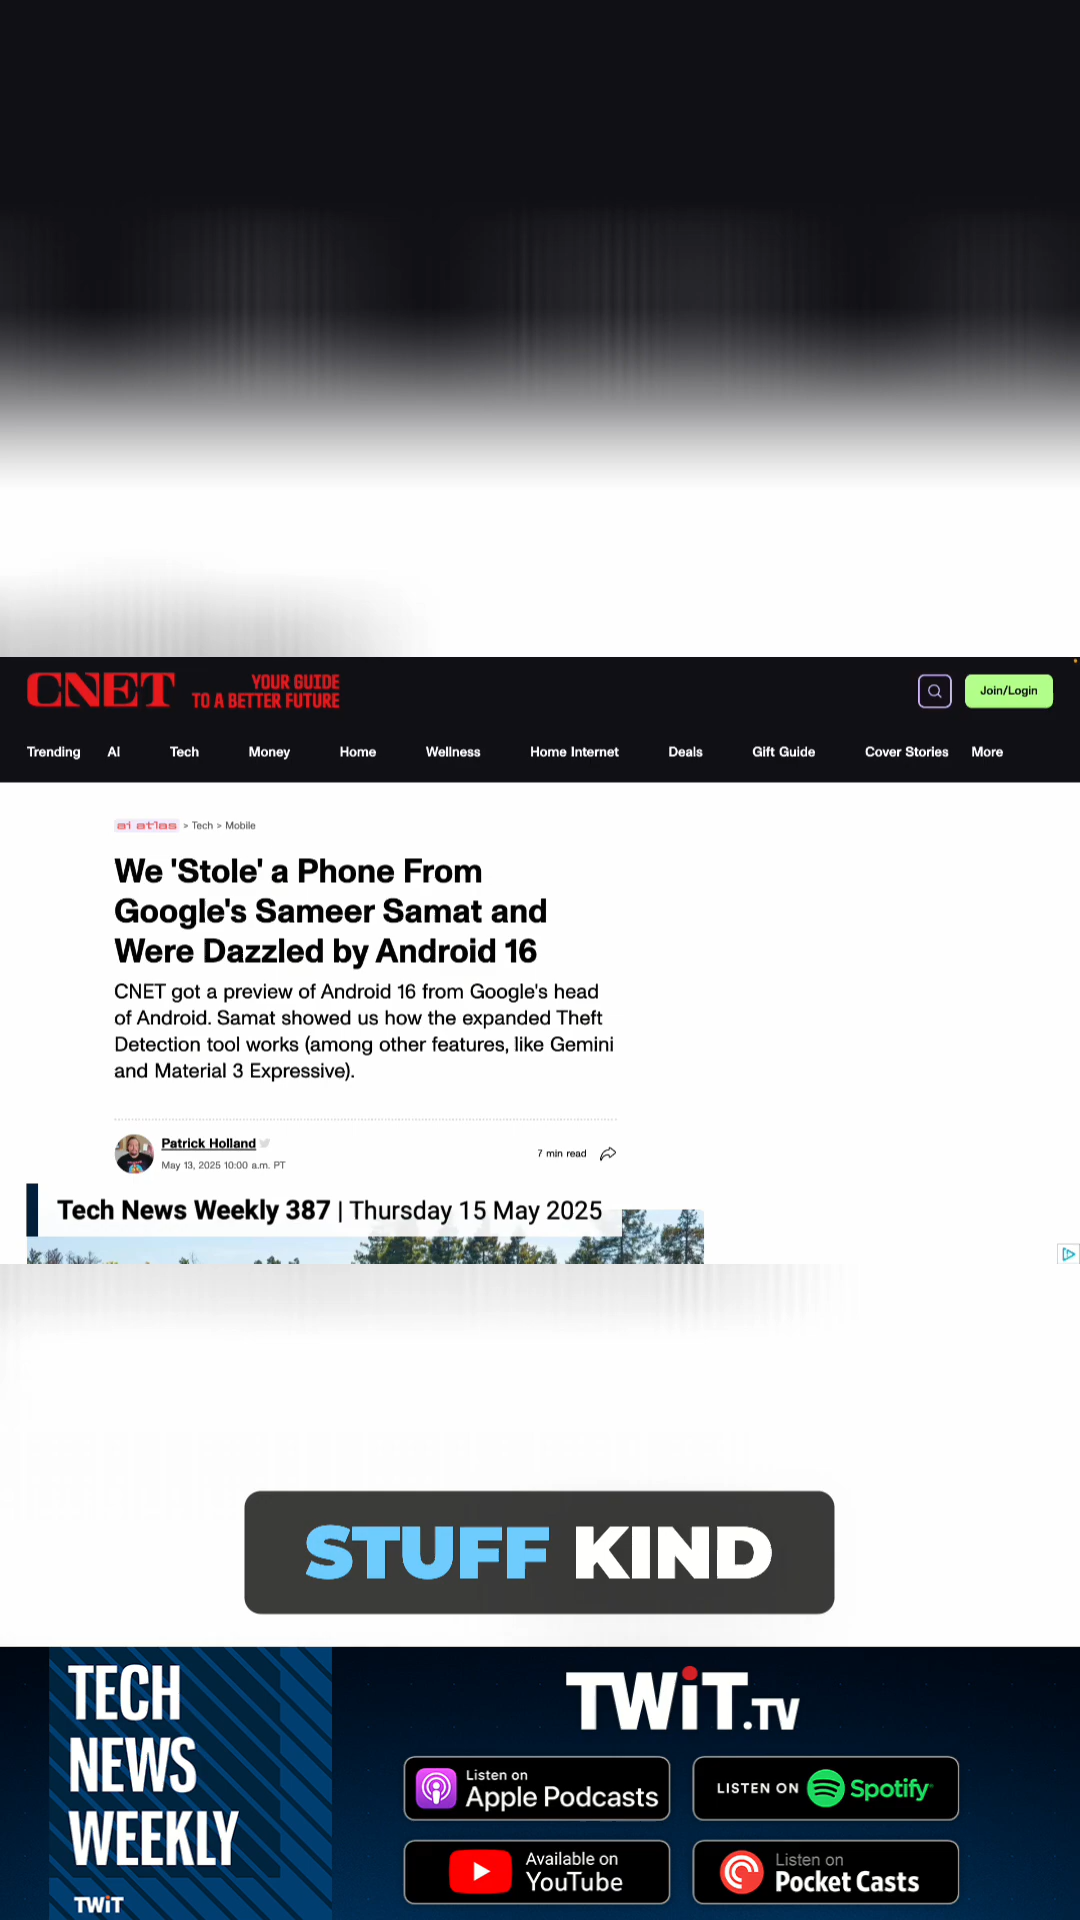 CNET
YOUR GUIDE
TO A BETTER FUTURE
Join/Login
Trending AI Tech Money Home Wellness Home Internet Deals Gift Guide Cover Stories More
ai atlas > Tech > Mobile
We 'Stole' a Phone From
Google's Sameer Samat and
Were Dazzled by Android 16
CNET got a preview of Android 16 from Google's head
of Android. Samat showed us how the expanded Theft
Detection tool works (among other features, like Gemini
and Material 3 Expressive).
Patrick Holland
May 13, 2025 10:00 a.m. PT
7 min read
Tech News Weekly 387 | Thursday 15 May 2025
STUFF KIND
TECH
NEWS
WEEKLY
TWiT
TWiT.TV
Listen on
Apple Podcasts
LISTEN ON Spotify
Available on
YouTube
Listen on
Pocket Casts